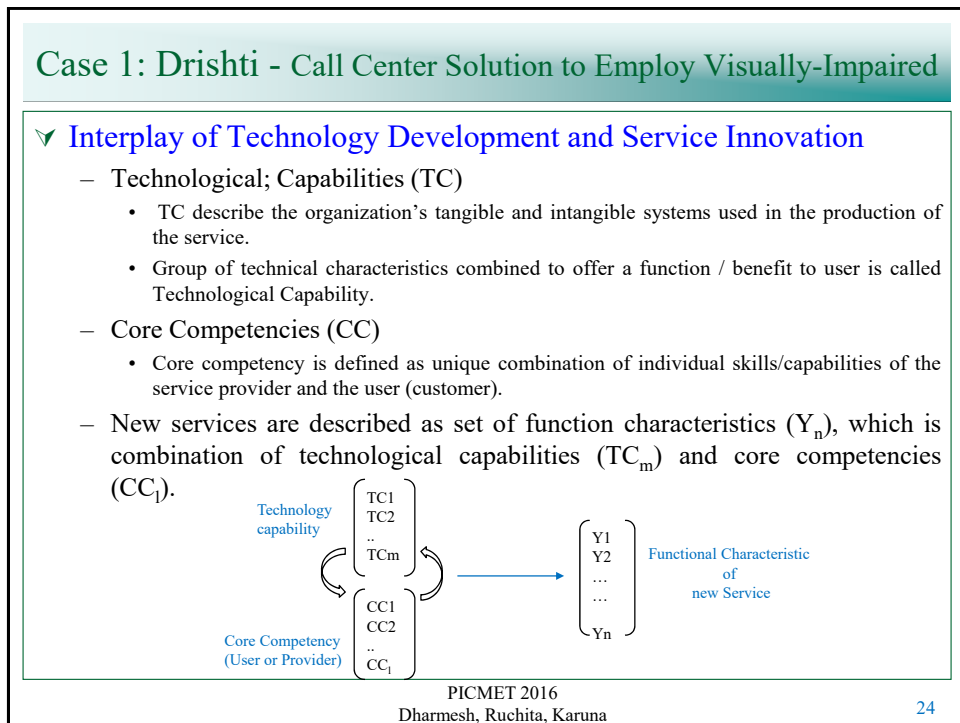 Case 1: Drishti - Call Center Solution to Employ Visually-Impaired
⮛ Interplay of Technology Development and Service Innovation
– Technological; Capabilities (TC)
• TC describe the organization’s tangible and intangible systems used in the production of
the service.
• Group of technical characteristics combined to offer a function / benefit to user is called
Technological Capability.
– Core Competencies (CC)
• Core competency is defined as unique combination of individual skills/capabilities of the
service provider and the user (customer).
– New services are described as set of function characteristics (Yn), which is
combination of technological capabilities (TCm) and core competencies
(CCl).
Technology
capability
TC1
TC2
..
TCm
CC1
CC2
..
CCl
Core Competency
(User or Provider)
Y1
Y2
…
…
Yn
Functional Characteristic
of
new Service
PICMET 2016
Dharmesh, Ruchita, Karuna
24